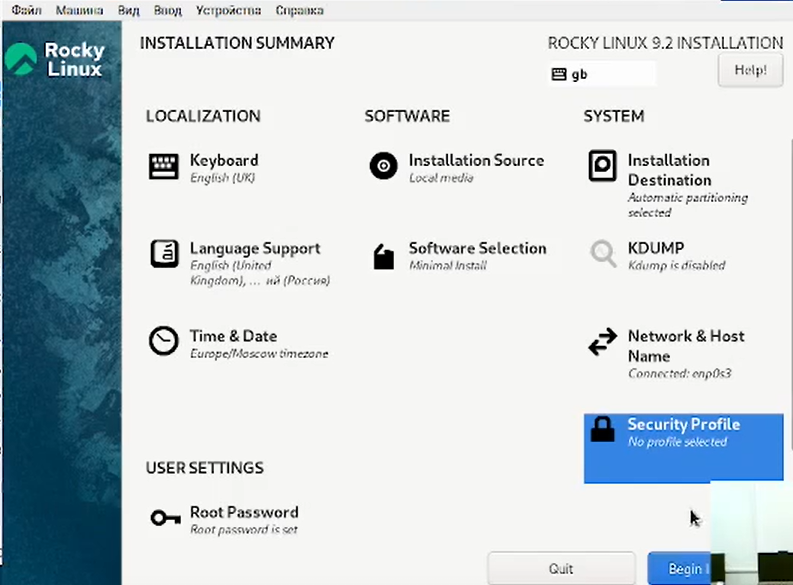 Файл Машина Вид Ввод Устройства Справка
Rocky
Linux
INSTALLATION SUMMARY
ROCKY LINUX 9.2 INSTALLATION
gb
Help!
LOCALIZATION
SOFTWARE
SYSTEM
Keyboard
English (UK)
Installation Source
Local media
Installation
Destination
Automatic partitioning
selected
Language Support
English (United
Kingdom), ... ий (Россия)
Software Selection
Minimal Install
KDUMP
Kdump is disabled
Time & Date
Europe/Moscow timezone
Network & Host
Name
Connected: enp0s3
Security Profile
No profile selected
USER SETTINGS
Root Password
Root password is set
Quit
Begin